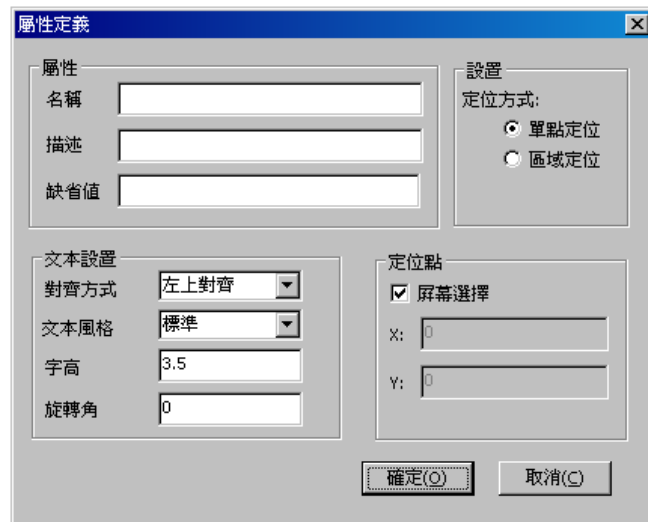 屬性定義
屬性
名稱
描述
缺省值
設置
定位方式:
單點定位
區域定位
文本設置
對齊方式 左上對齊
文本風格 標準
字高 3.5
旋轉角 0
定位點
屏幕選擇
X: 0
Y: 0
確定(O) 取消(C)